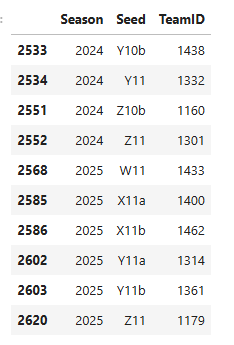 :
Season Seed TeamID
2533 2024 Y10b 1438
2534 2024 Y11 1332
2551 2024 Z10b 1160
2552 2024 Z11 1301
2568 2025 W11 1433
2585 2025 X11a 1400
2586 2025 X11b 1462
2602 2025 Y11a 1314
2603 2025 Y11b 1361
2620 2025 Z11 1179